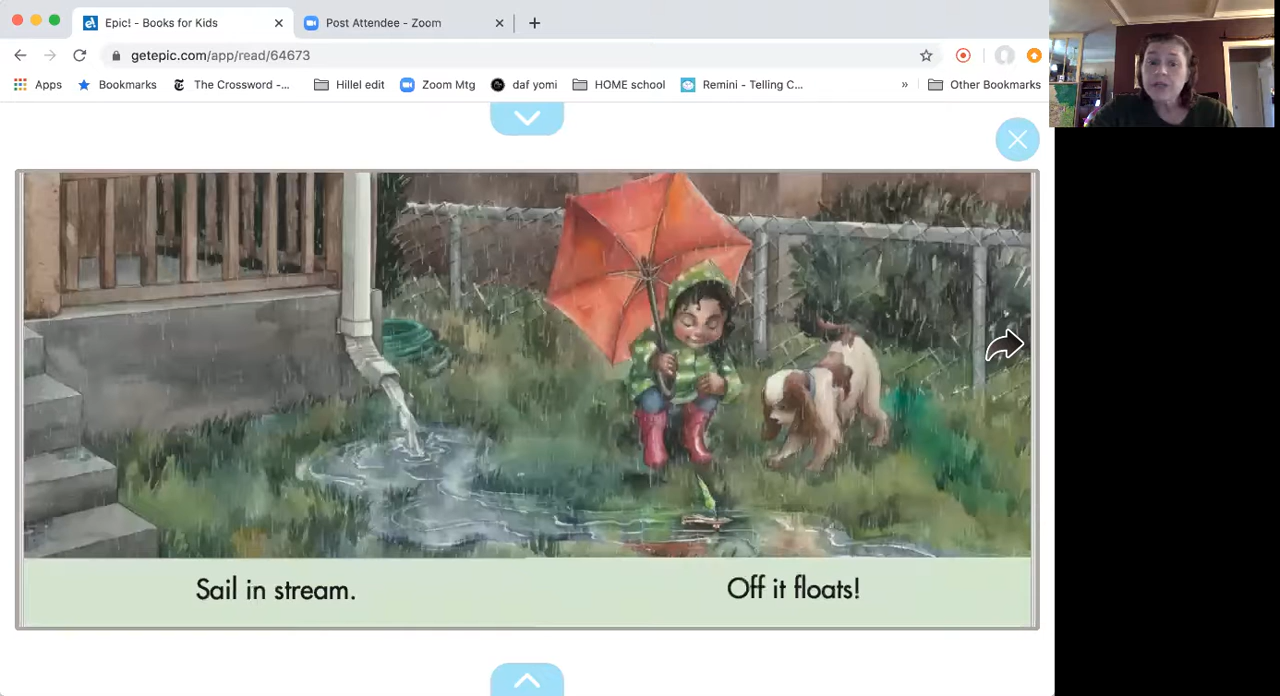 Epic! - Books for Kids
Post Attendee - Zoom
getepic.com/app/read/64673
Apps
Bookmarks
The Crossword -...
Hillel edit
Zoom Mtg
daf yomi
HOME school
Remini - Telling C...
»
Other Bookmarks
Sail in stream.
Off it floats!